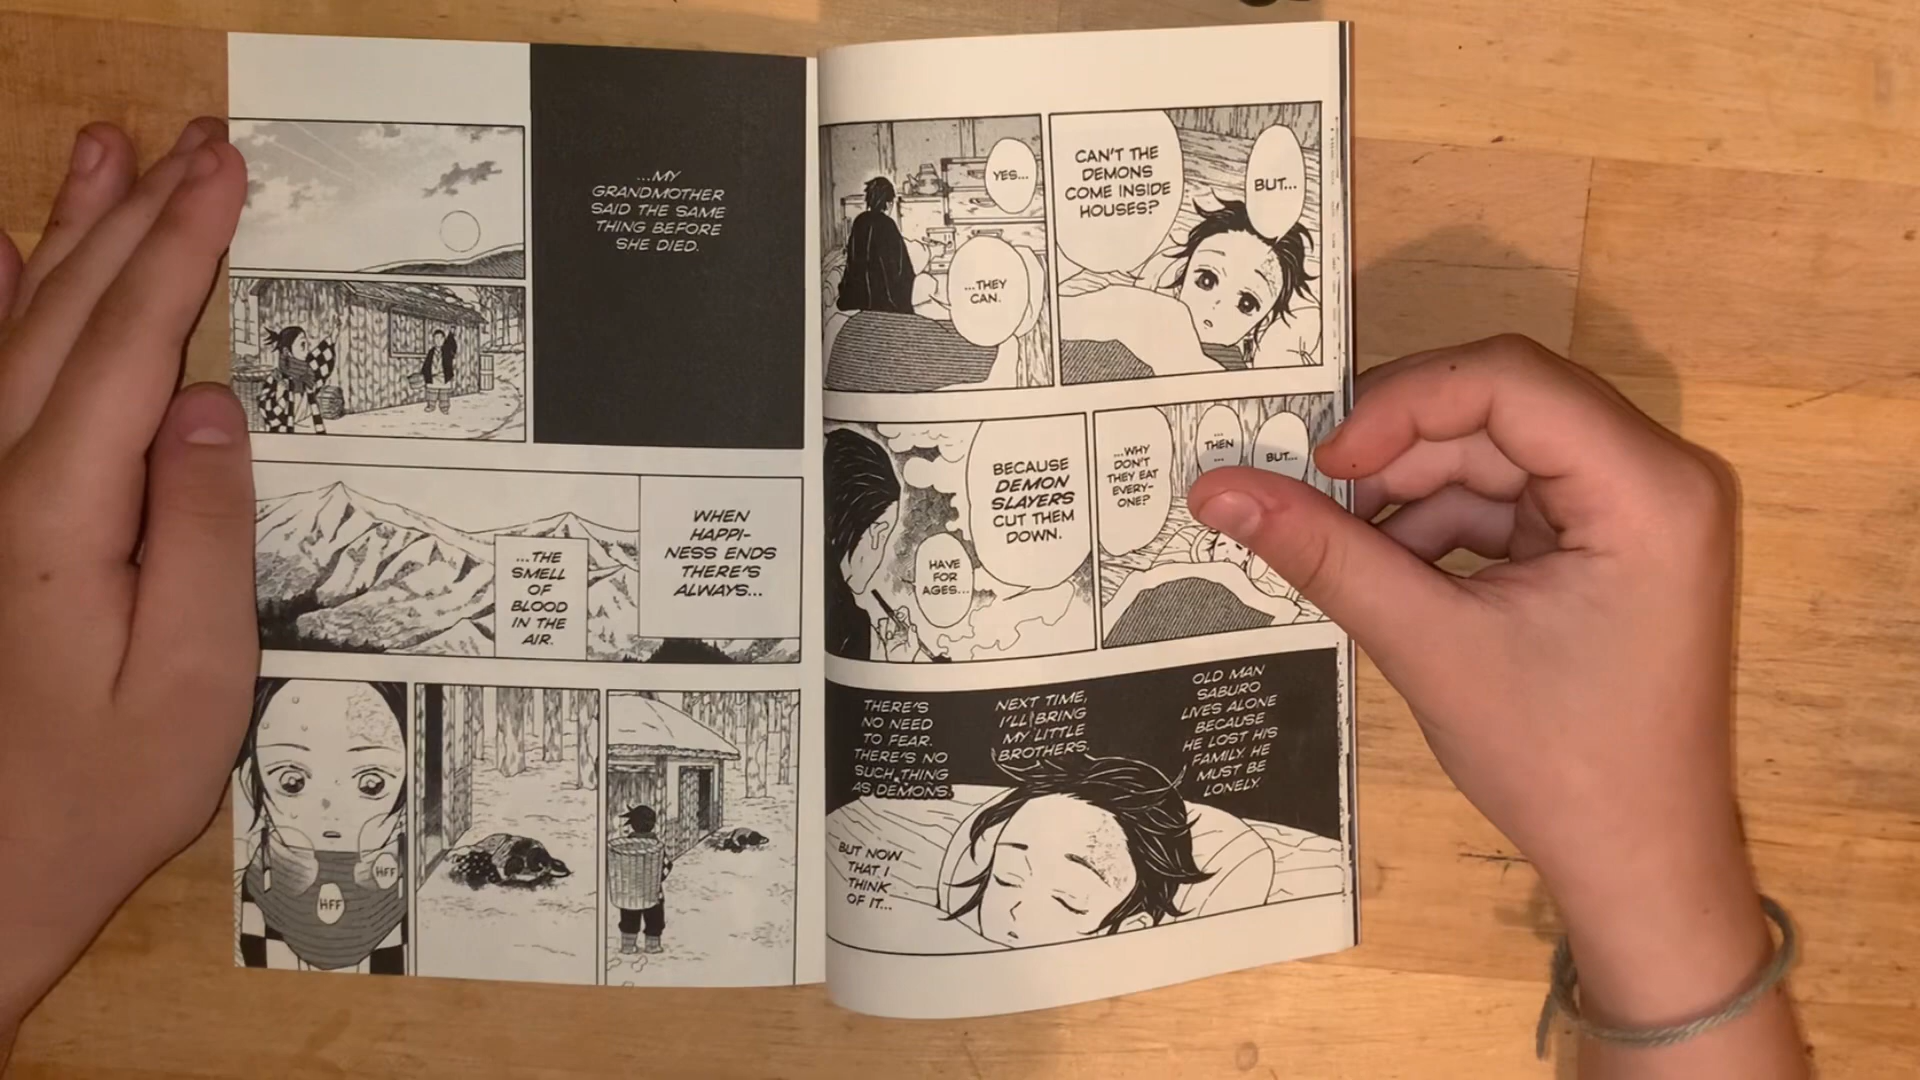 BUT...
CAN'T THE
DEMONS
COME INSIDE
HOUSES?
YES...
...THEY
CAN.
BUT...
...
THEN
...
...WHY
DON'T
THEY EAT
EVERY-
ONE?
BECAUSE
DEMON
SLAYERS
CUT THEM
DOWN.
HAVE
FOR
AGES...
OLD MAN
SABURO
LIVES ALONE
BECAUSE
HE LOST HIS
FAMILY. HE
MUST BE
LONELY.
NEXT TIME,
I'LL BRING
MY LITTLE
BROTHERS.
THERE'S
NO NEED
TO FEAR.
THERE'S NO
SUCH THING
AS DEMONS.
BUT NOW
THAT I
THINK
OF IT...
...MY
GRANDMOTHER
SAID THE SAME
THING BEFORE
SHE DIED.
WHEN
HAPPI-
NESS ENDS
THERE'S
ALWAYS...
...THE
SMELL
OF
BLOOD
IN THE
AIR.
HFF
HFF